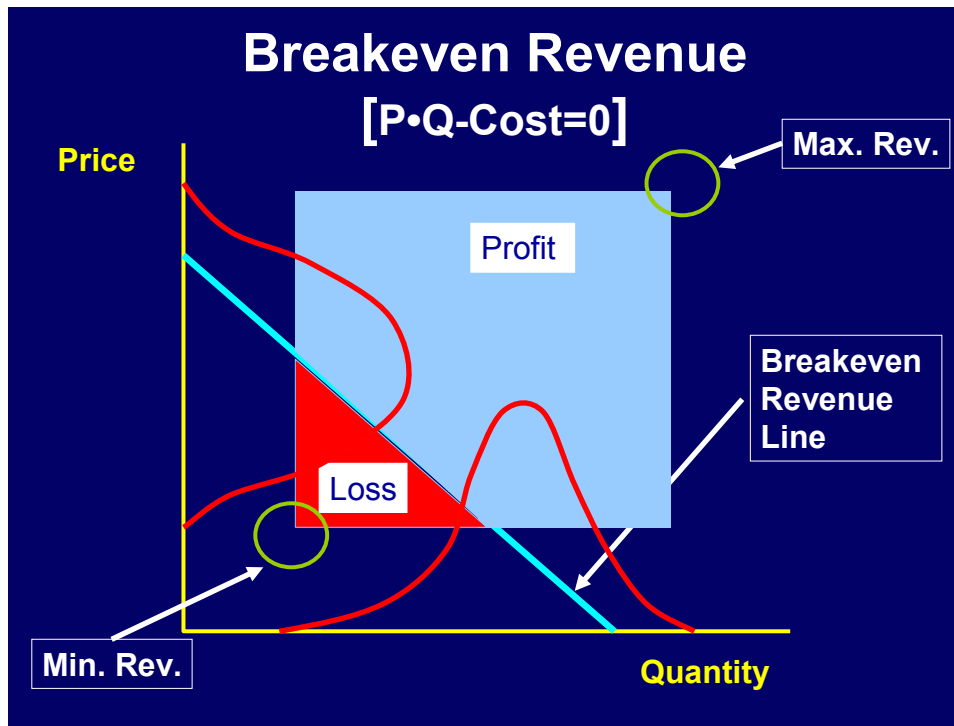 Breakeven Revenue
[P•Q-Cost=0]
Max. Rev.
Price
Profit
Breakeven
Revenue
Line
Loss
Min. Rev.
Quantity